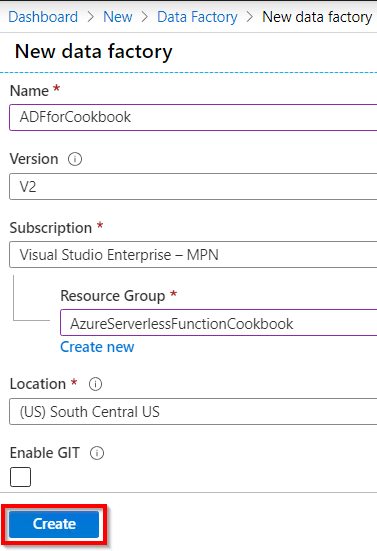 Dashboard > New > Data Factory > New data factory
New data factory
Name *
ADFforCookbook
Version
V2
Subscription *
Visual Studio Enterprise – MPN
Resource Group *
AzureServerlessFunctionCookbook
Create new
Location *
(US) South Central US
Enable GIT
Create